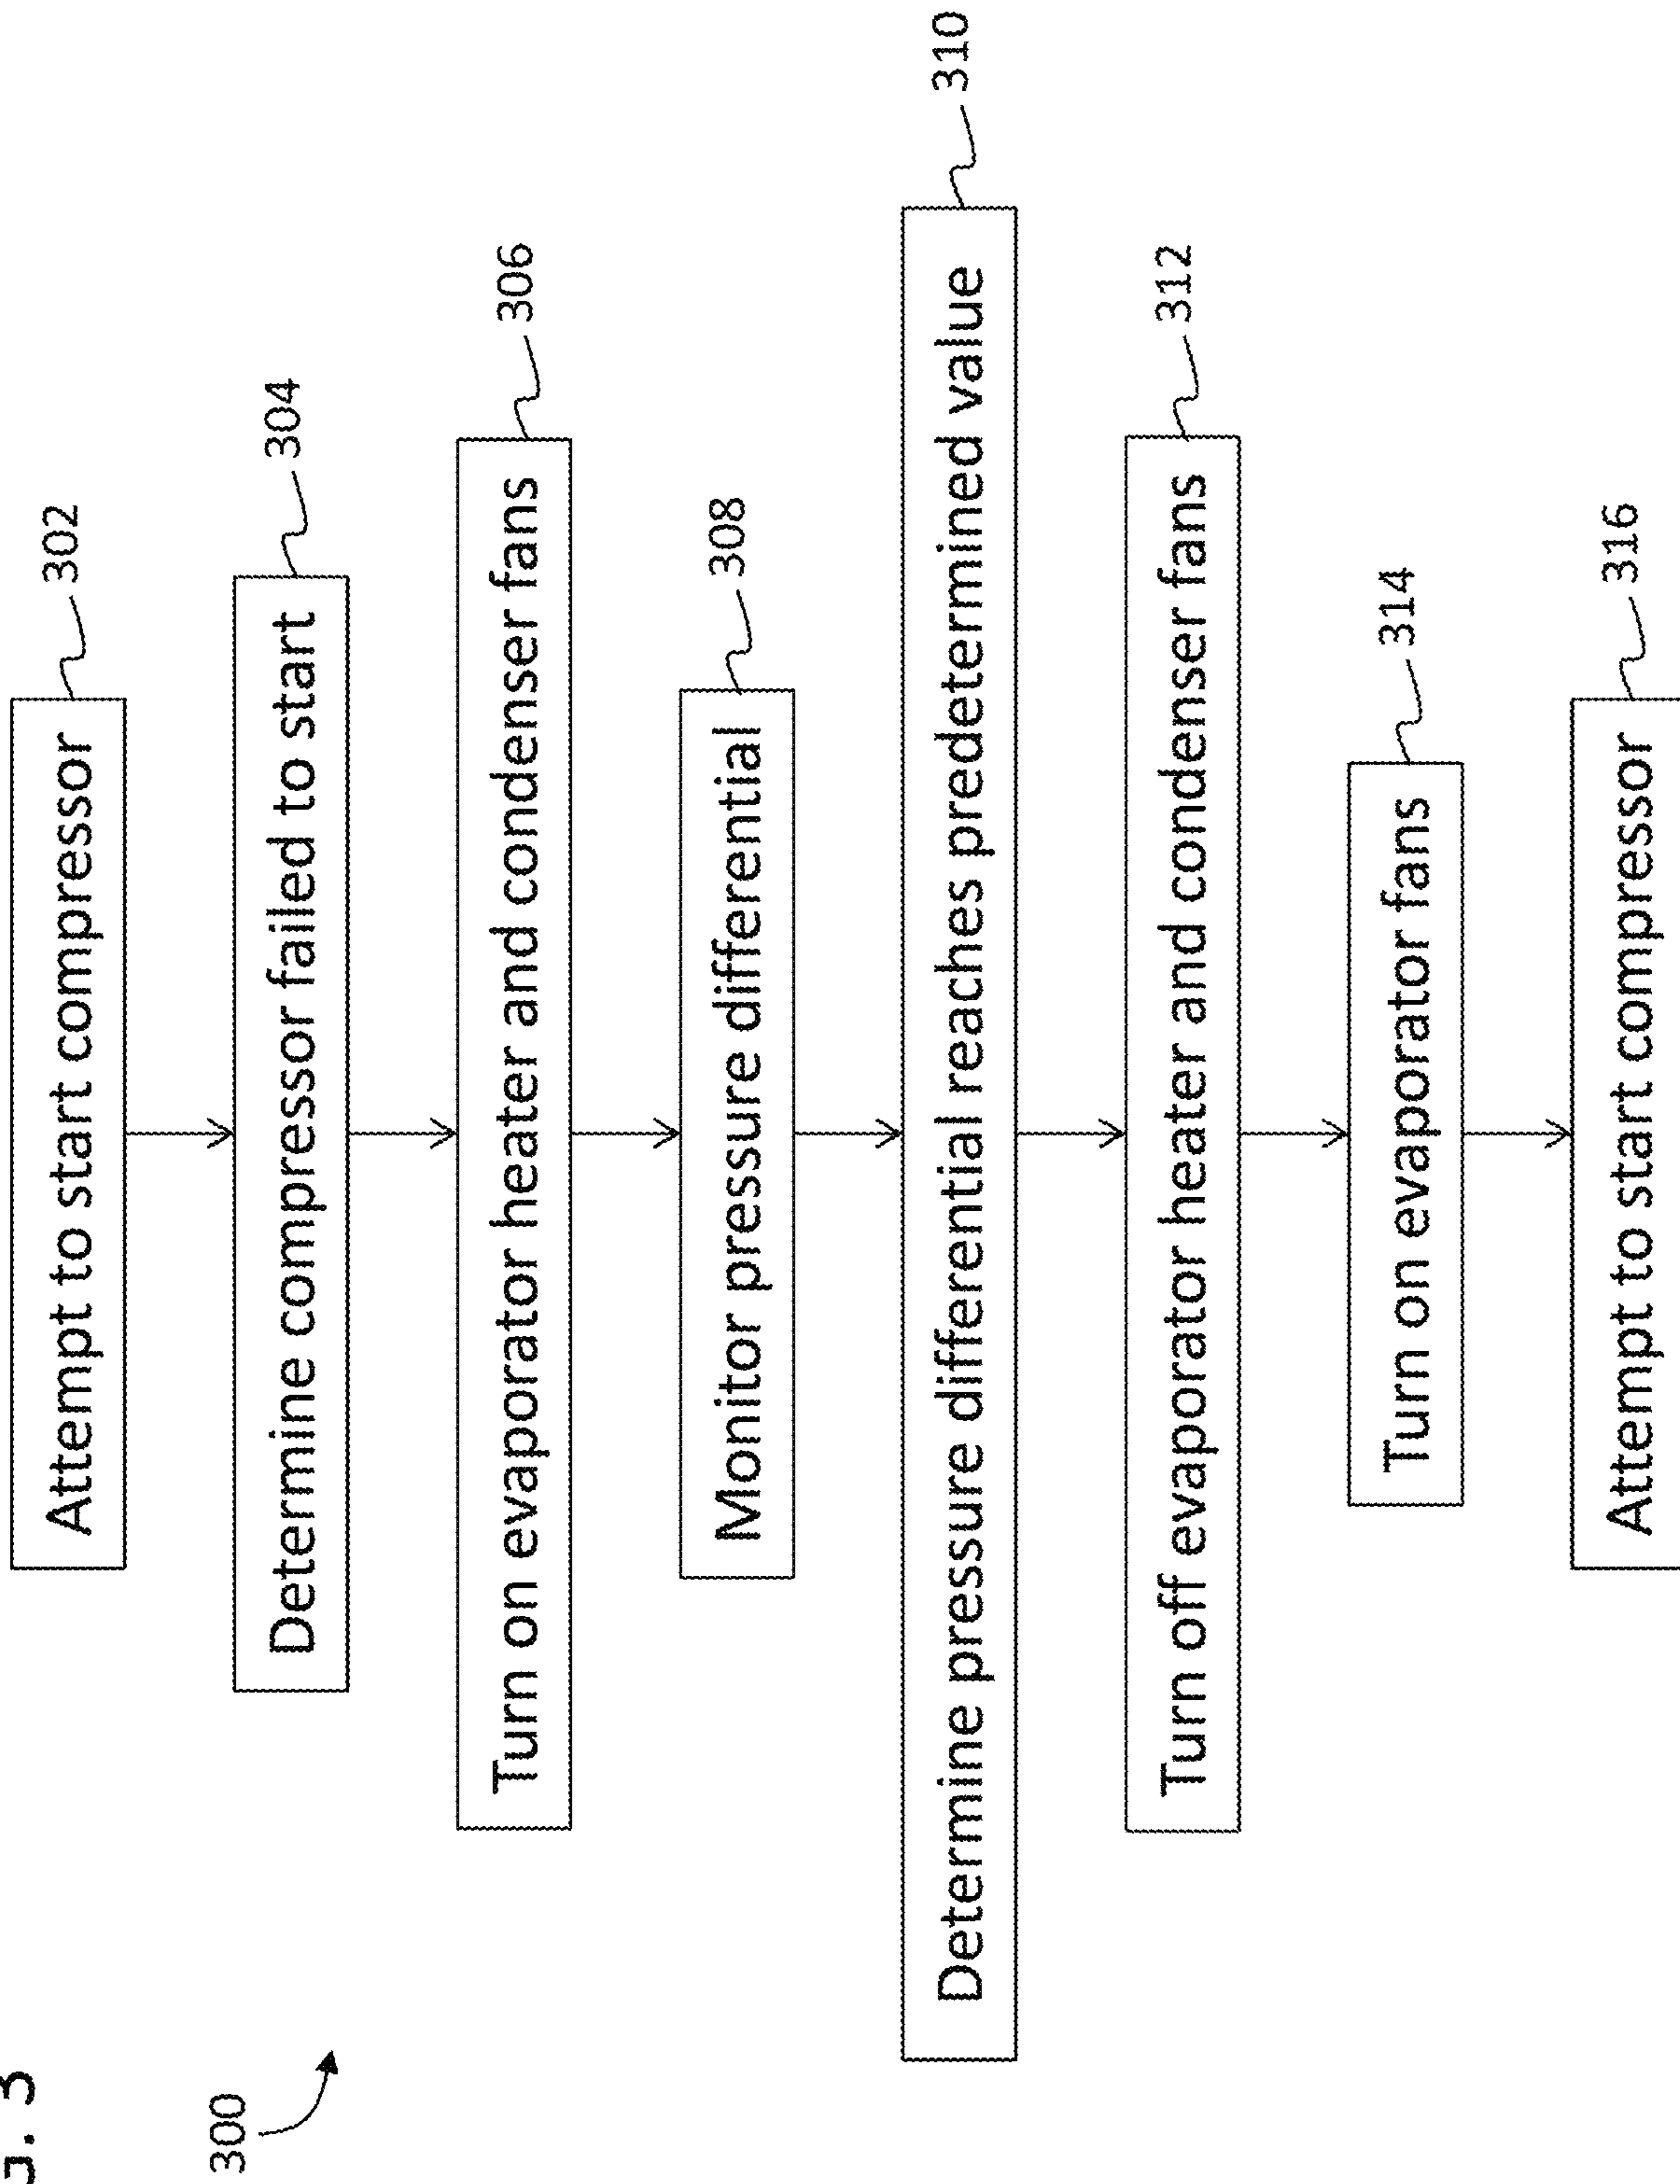 G. 3
300
Attempt to start compressor 302
Determine compressor failed to start 304
Turn on evaporator heater and condenser fans 306
Monitor pressure differential 308
Determine pressure differential reaches predetermined value 310
Turn off evaporator heater and condenser fans 312
Turn on evaporator fans 314
Attempt to start compressor 316